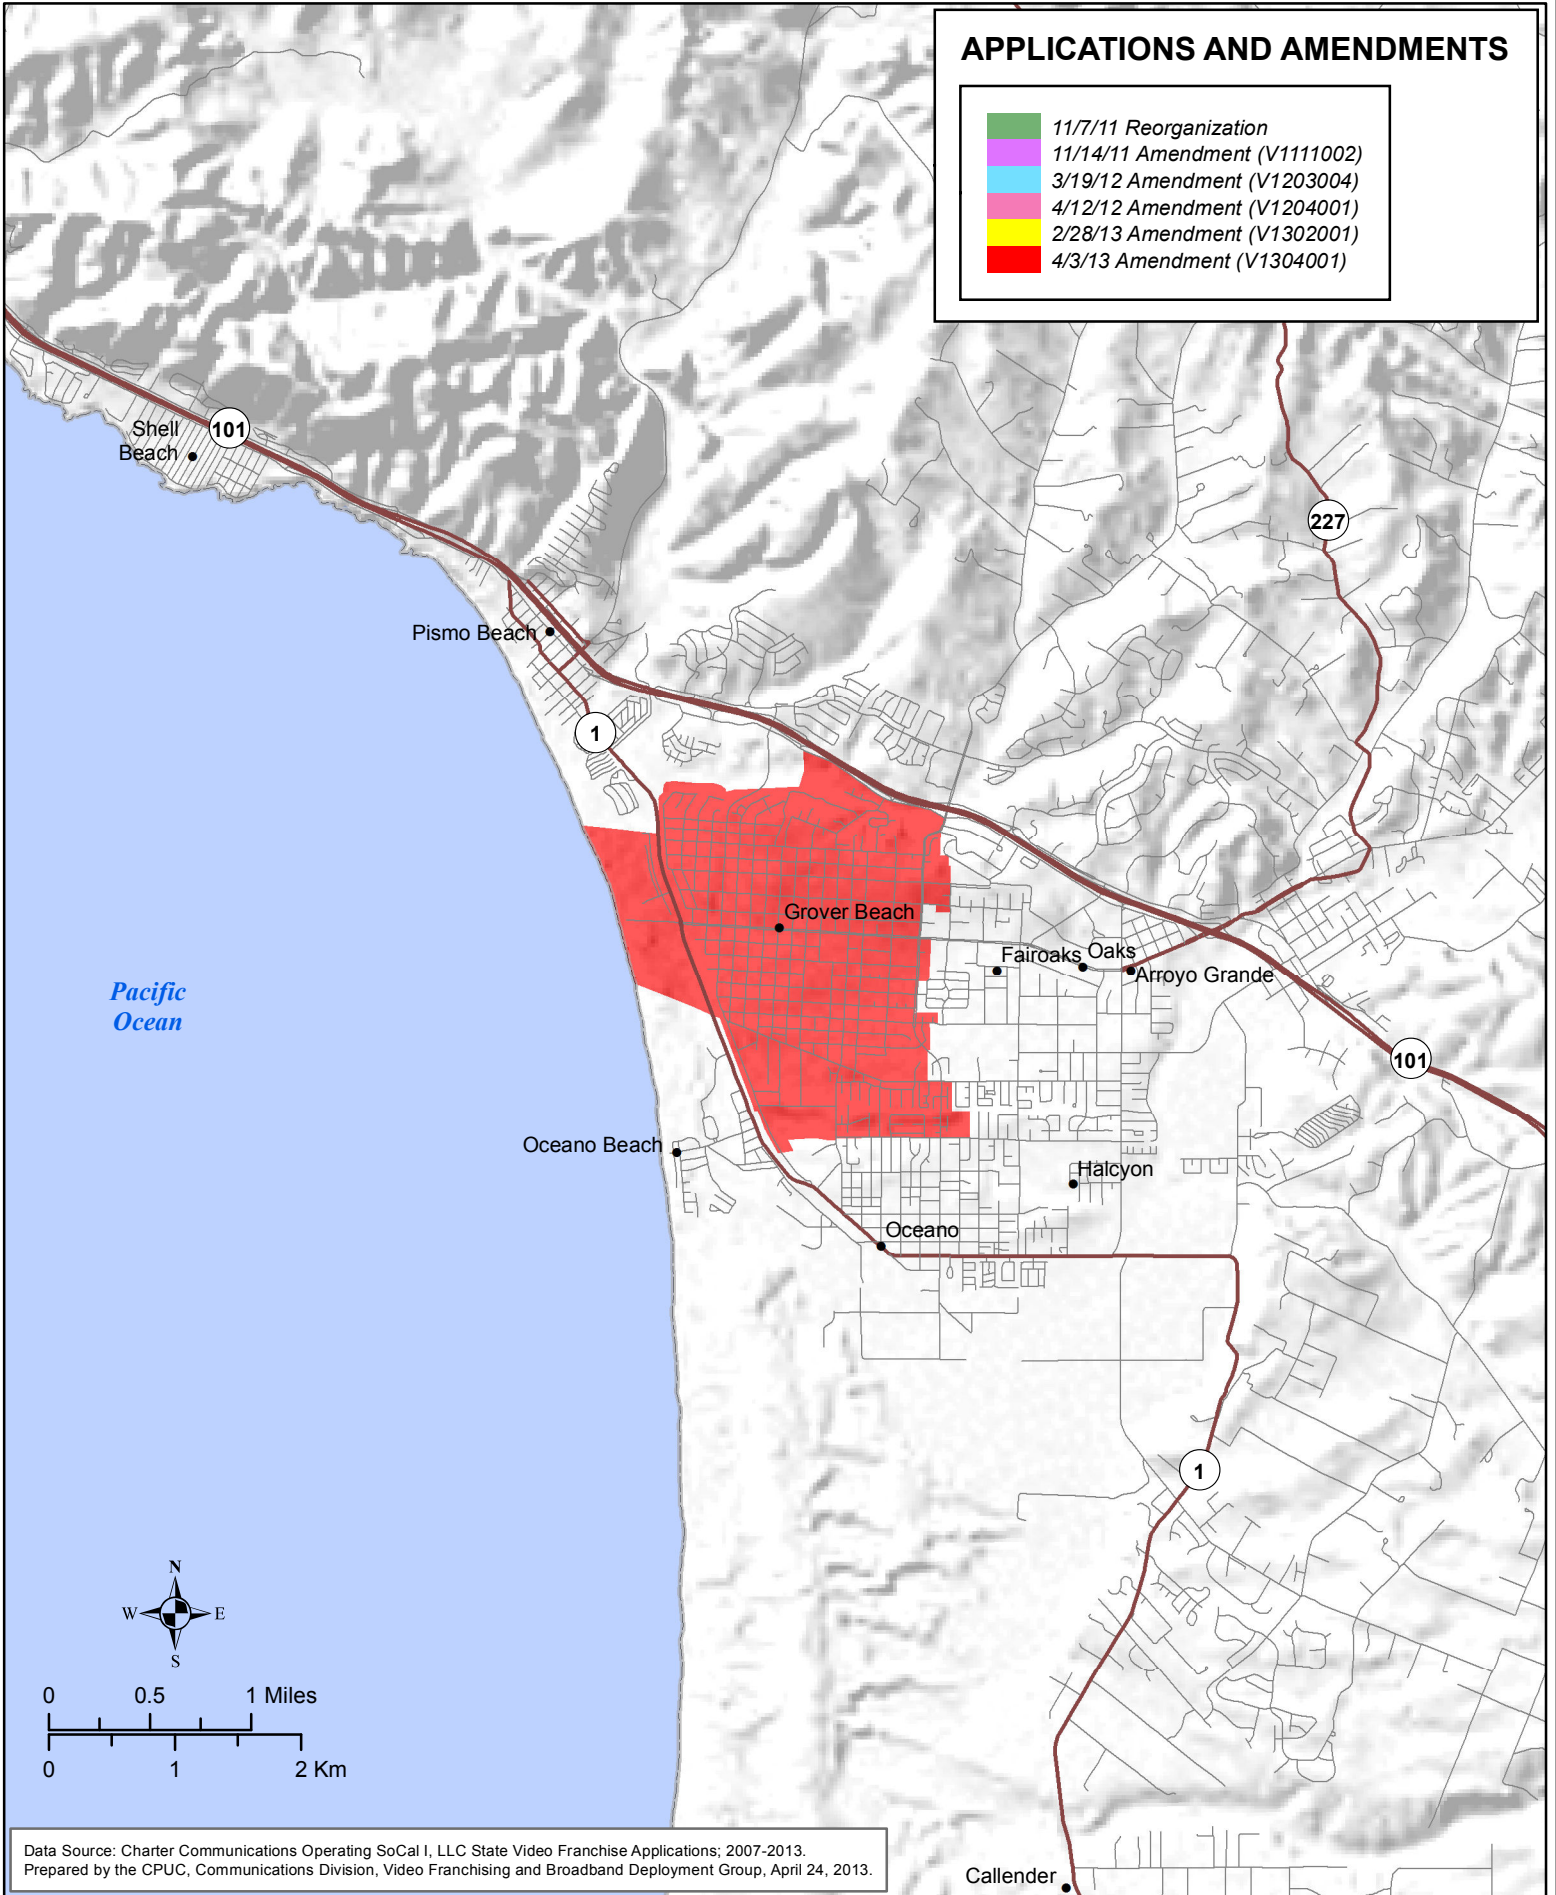 APPLICATIONS AND AMENDMENTS
11/7/11 Reorganization
11/14/11 Amendment (V1111002)
3/19/12 Amendment (V1203004)
4/12/12 Amendment (V1204001)
2/28/13 Amendment (V1302001)
4/3/13 Amendment (V1304001)
Shell
Beach
101
227
Pismo Beach
1
Grover Beach
Fairoaks
Oaks
Arroyo Grande
Pacific
Ocean
101
Oceano Beach
Halcyon
Oceano
1
N
W
E
S
0
0.5
1 Miles
0
1
2 Km
Data Source: Charter Communications Operating SoCal I, LLC State Video Franchise Applications; 2007-2013.
Prepared by the CPUC, Communications Division, Video Franchising and Broadband Deployment Group, April 24, 2013.
Callender